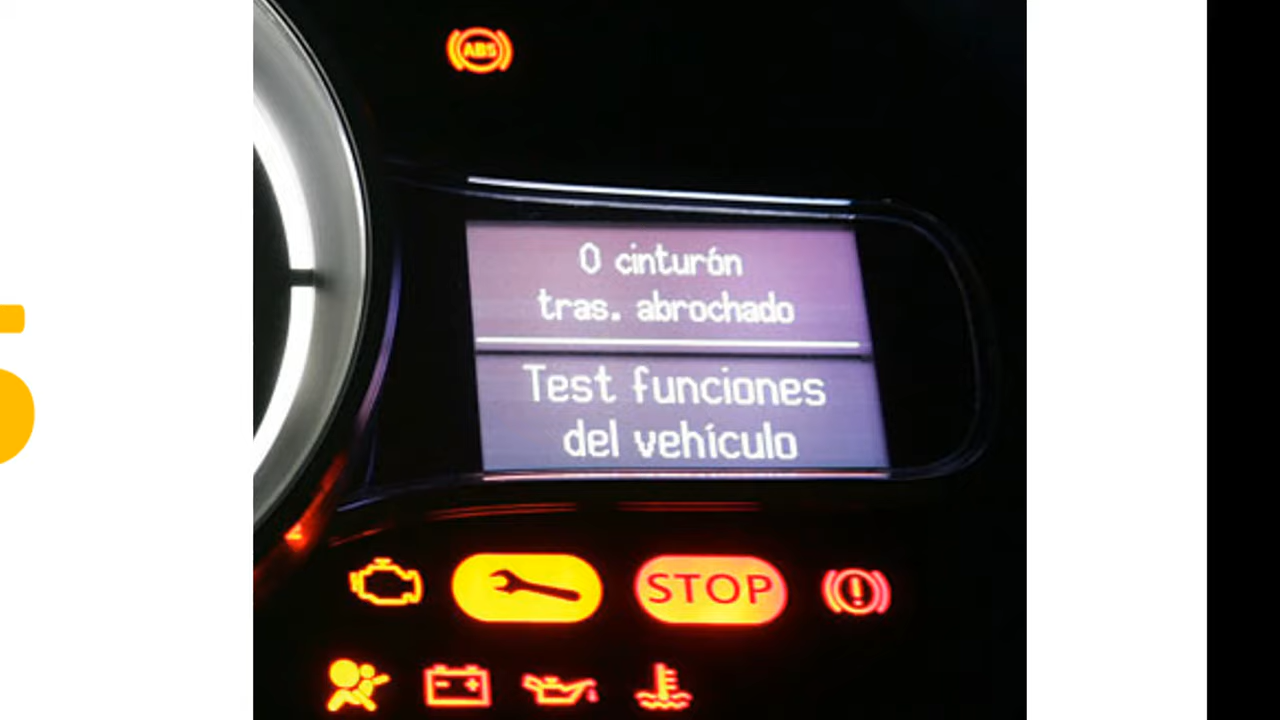 ABS
0 cinturón
tras. abrochado
Test funciones
del vehículo
STOP